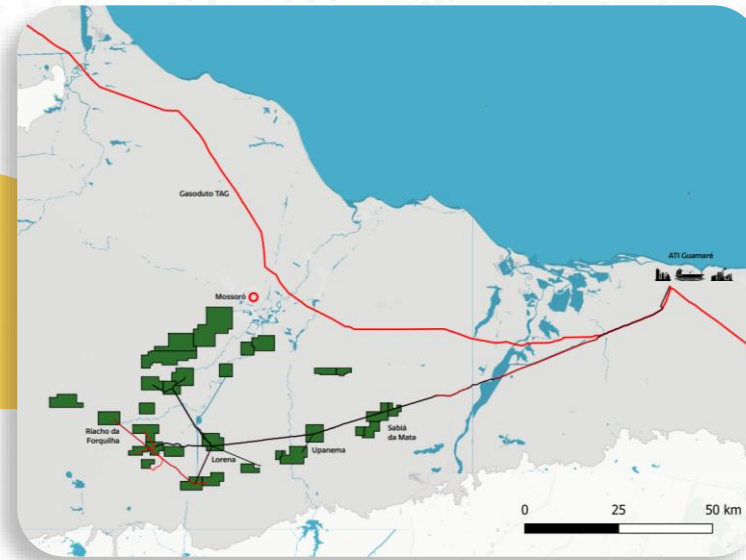 Gasoduto TAG
ATI Guamaré
Mossoró
Riacho da
Forquilha
Lorena
Upanema
Sabiá
da Mata
0 25 50 km